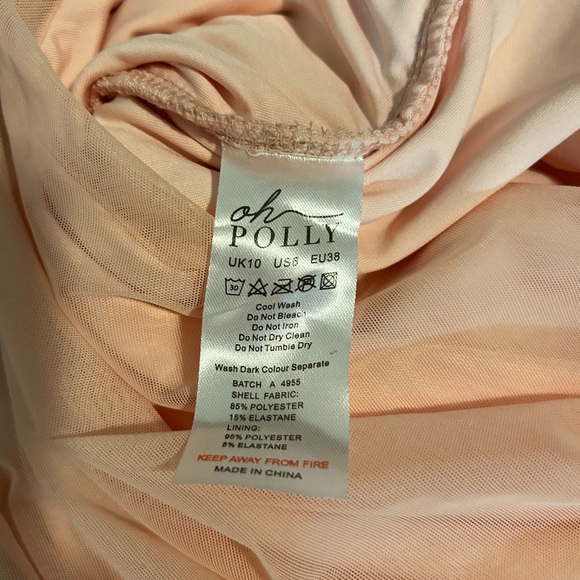 oh
POLLY
UK10 US6 EU38
30
Cool Wash
Do Not Bleach
Do Not Iron
Do Not Dry Clean
Do Not Tumble Dry
Wash Dark Colour Separate
BATCH A 4955
SHELL FABRIC:
85% POLYESTER
15% ELASTANE
LINING:
95% POLYESTER
5% ELASTANE
KEEP AWAY FROM FIRE
MADE IN CHINA